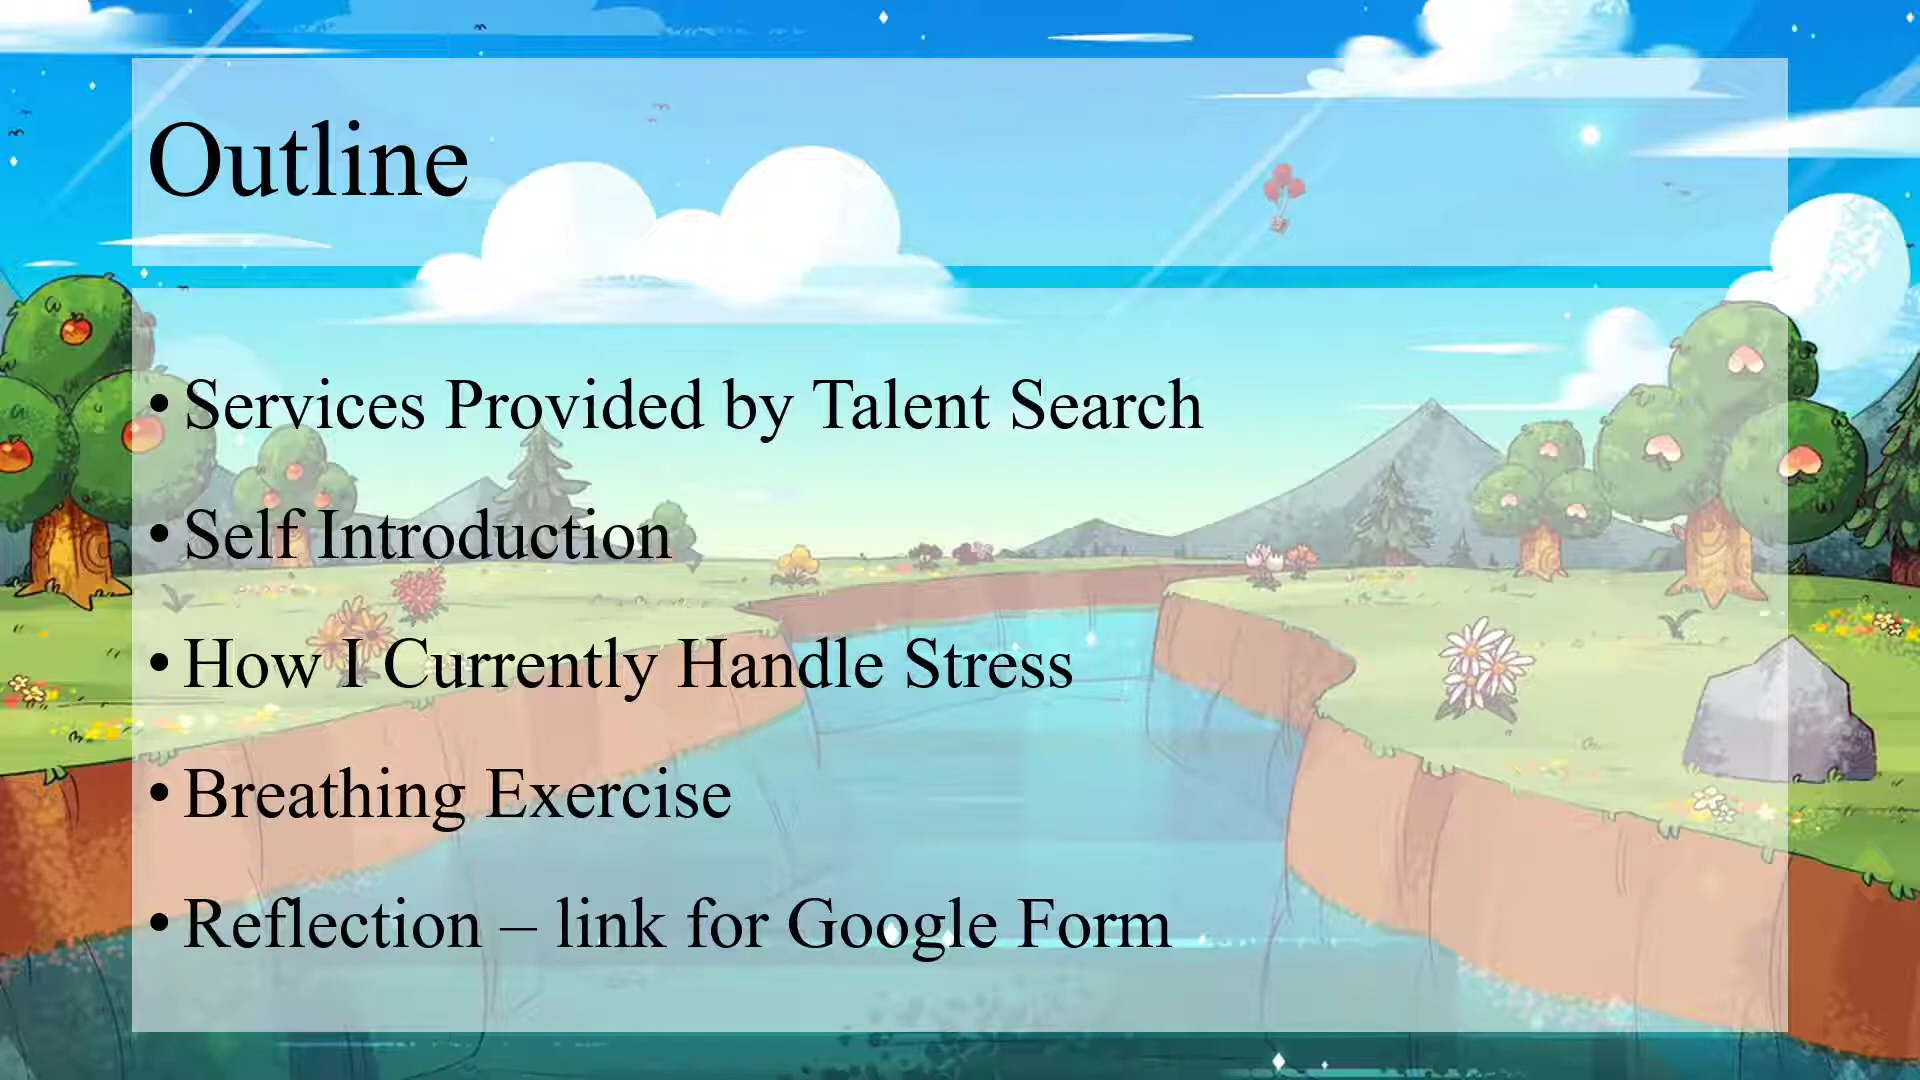 Outline
• Services Provided by Talent Search
• Self Introduction
• How I Currently Handle Stress
• Breathing Exercise
• Reflection – link for Google Form